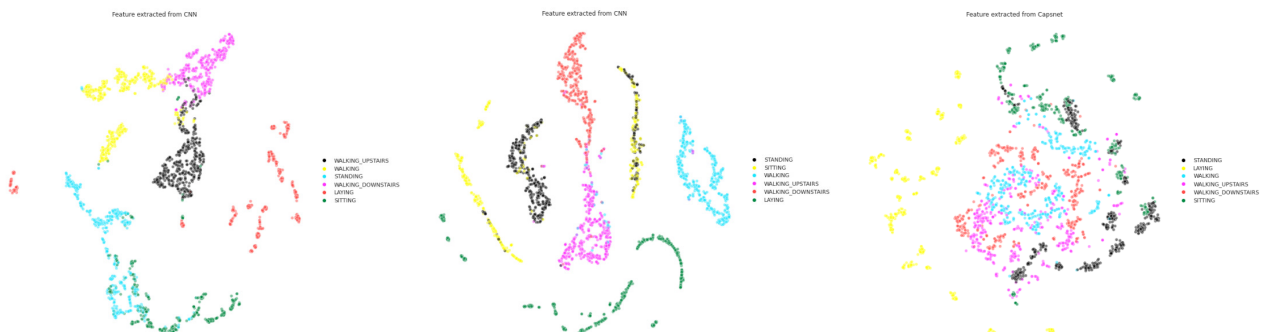 Feature extracted from CNN
WALKING_UPSTAIRS
WALKING
STANDING
WALKING_DOWNSTAIRS
LAYING
SITTING
Feature extracted from CNN
STANDING
SITTING
WALKING
WALKING_UPSTAIRS
WALKING_DOWNSTAIRS
LAYING
Feature extracted from Capsnet
STANDING
LAYING
WALKING
WALKING_UPSTAIRS
WALKING_DOWNSTAIRS
SITTING